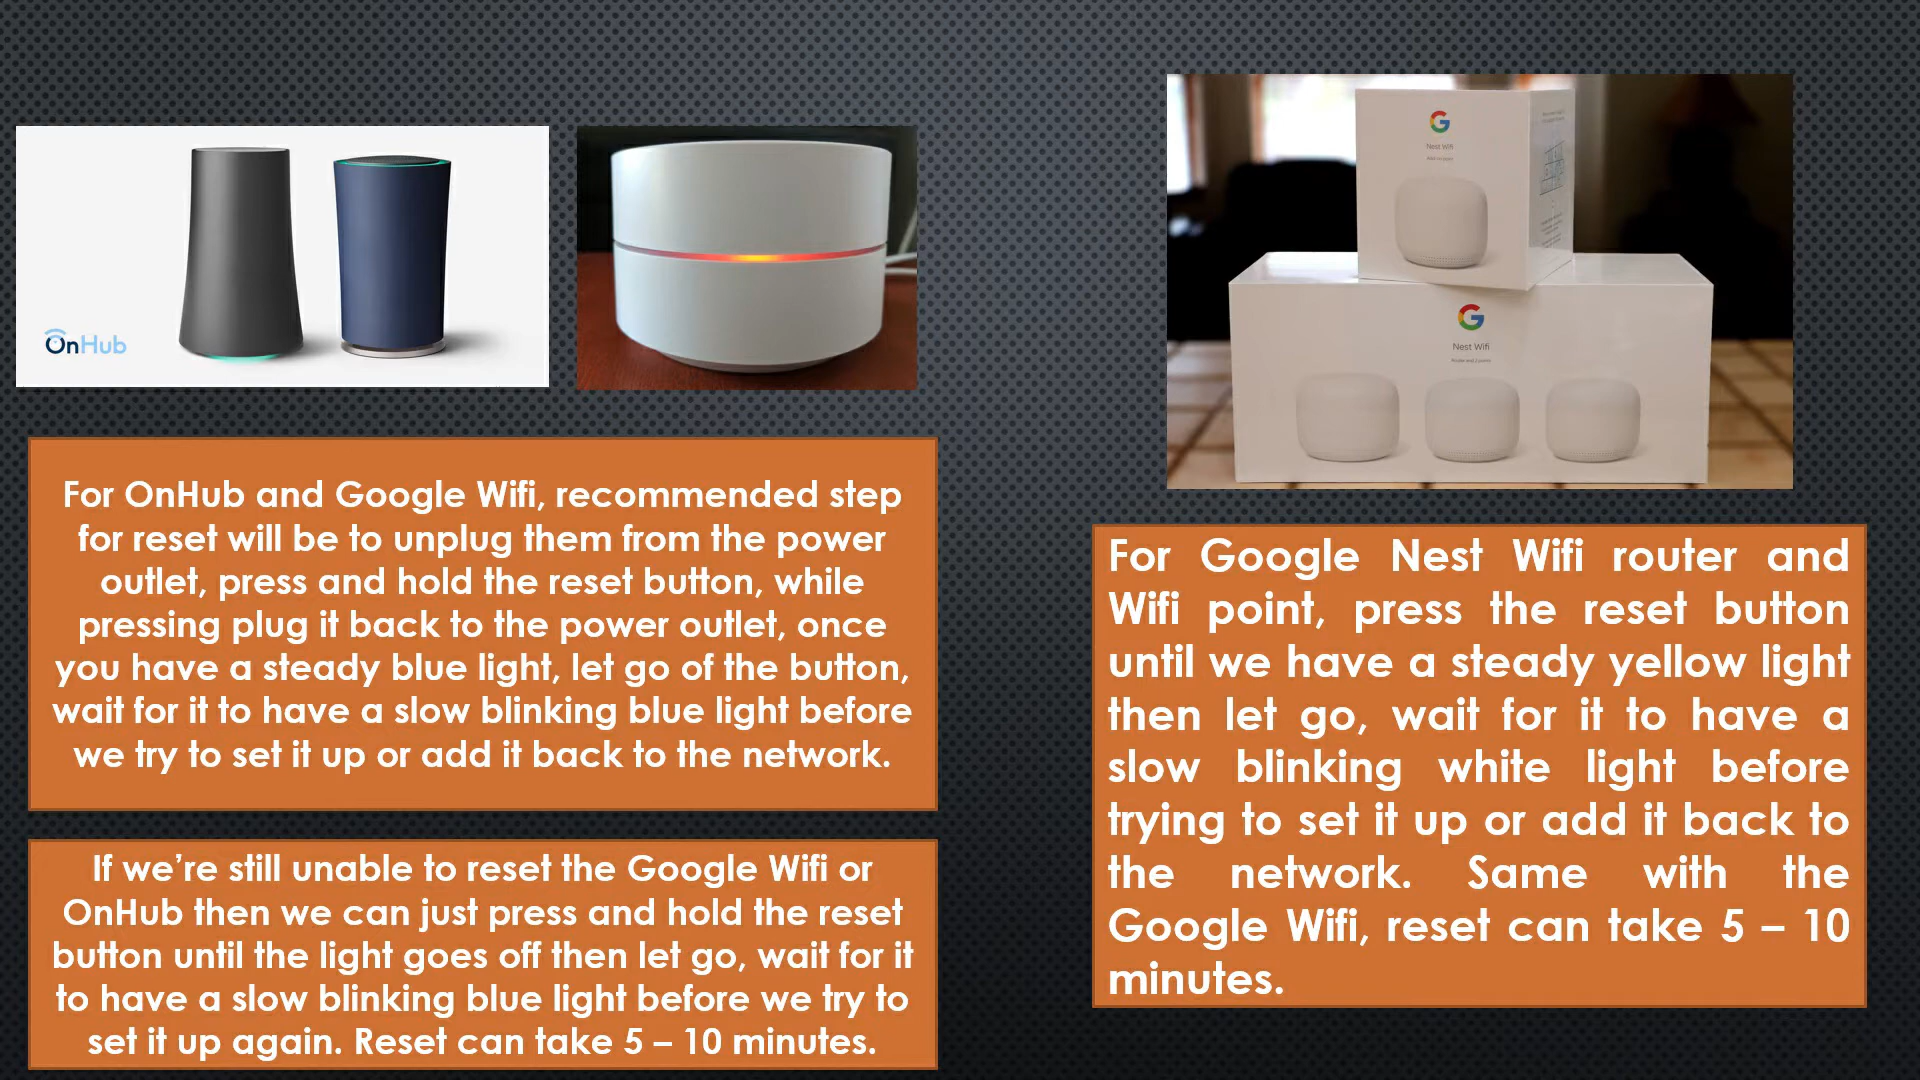 OnHub
For OnHub and Google Wifi, recommended step
for reset will be to unplug them from the power
outlet, press and hold the reset button, while
pressing plug it back to the power outlet, once
you have a steady blue light, let go of the button,
wait for it to have a slow blinking blue light before
we try to set it up or add it back to the network.
If we’re still unable to reset the Google Wifi or
OnHub then we can just press and hold the reset
button until the light goes off then let go, wait for it
to have a slow blinking blue light before we try to
set it up again. Reset can take 5 – 10 minutes.
G
Nest Wifi
G
Nest Wifi
For Google Nest Wifi router and
Wifi point, press the reset button
until we have a steady yellow light
then let go, wait for it to have a
slow blinking white light before
trying to set it up or add it back to
the network. Same with the
Google Wifi, reset can take 5 – 10
minutes.